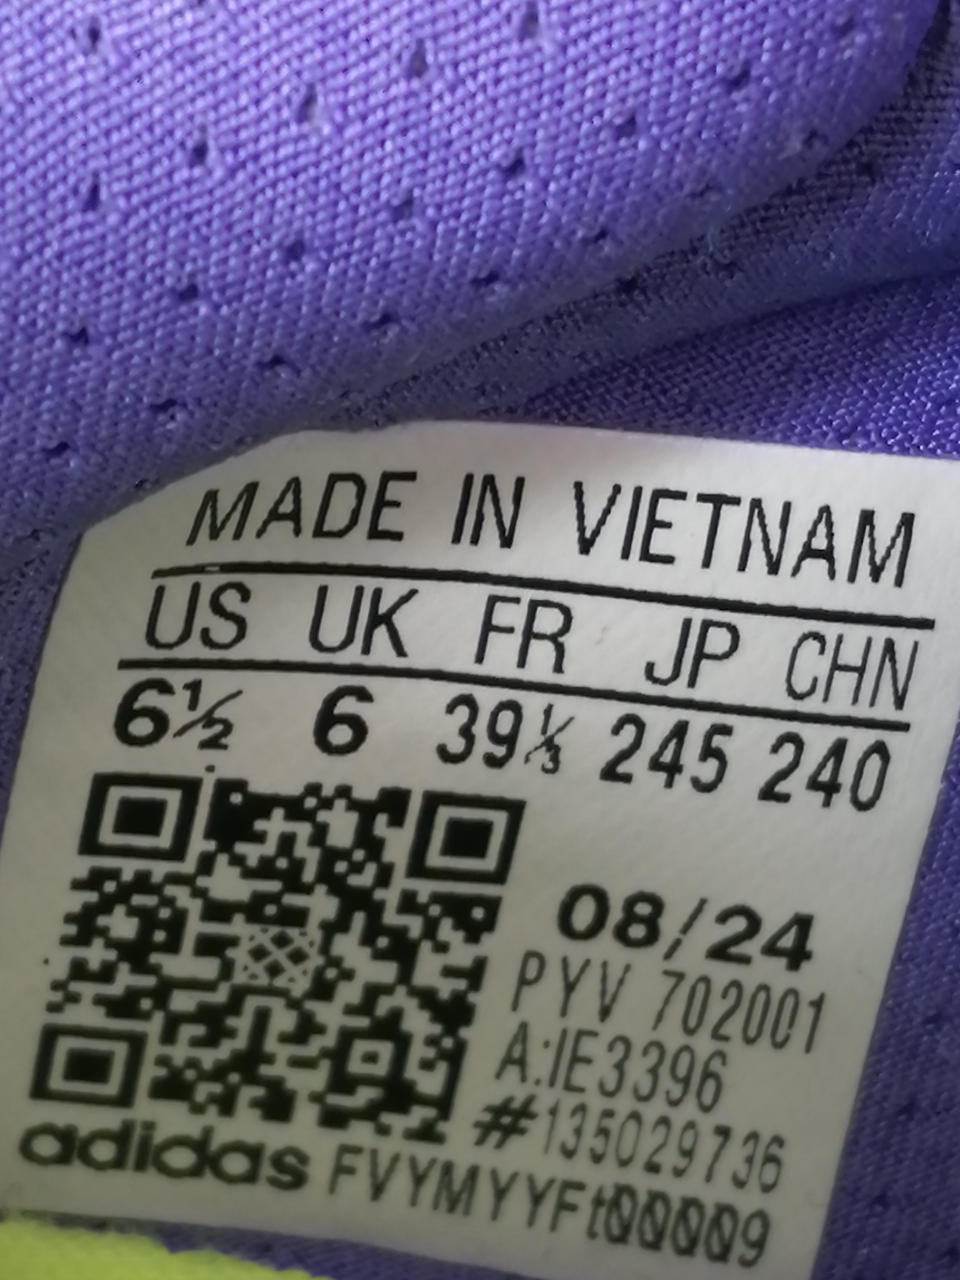 MADE IN VIETNAM
US UK FR JP CHN
6½ 6 39⅓ 245 240
08/24
PYV 702001
A:IE3396
#135029736
adidas FVYMYYFt00009